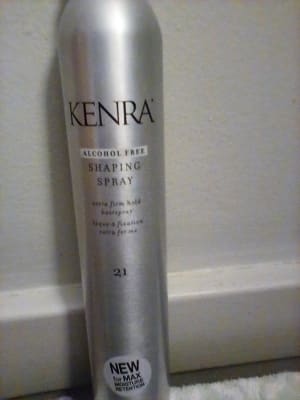 KENRA
ALCOHOL FREE
SHAPING
SPRAY
extra firm hold
hairspray
laque à fixation
extra ferme
21
NEW
for MAX
MOISTURE
RETENTION